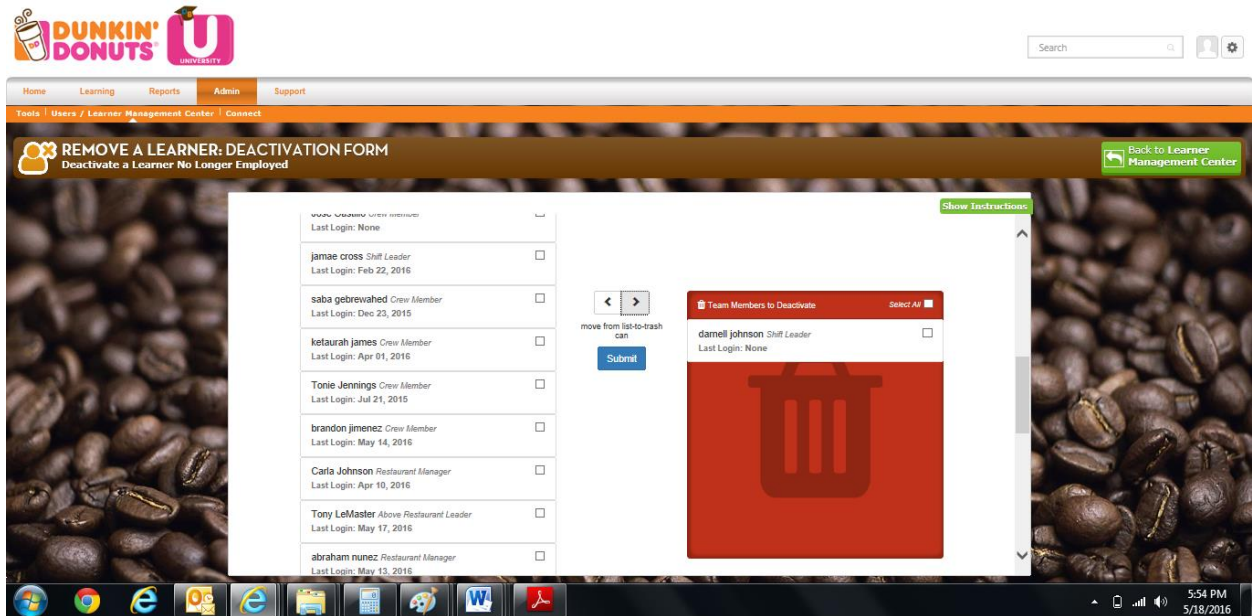 DUNKIN'
DONUTS
DD
U
UNIVERSITY
Search
Home Learning Reports Admin Support
Tools | Users / Learner Management Center | Connect
REMOVE A LEARNER: DEACTIVATION FORM
Deactivate a Learner No Longer Employed
Back to Learner
Management Center
Show Instructions
Crew Member
Last Login: None
jamae cross Shift Leader
Last Login: Feb 22, 2016
saba gebrewahed Crew Member
Last Login: Dec 23, 2015
ketaurah james Crew Member
Last Login: Apr 01, 2016
Tonie Jennings Crew Member
Last Login: Jul 21, 2015
brandon jimenez Crew Member
Last Login: May 14, 2016
Carla Johnson Restaurant Manager
Last Login: Apr 10, 2016
Tony LeMaster Above Restaurant Leader
Last Login: May 17, 2016
abraham nunez Restaurant Manager
Last Login: May 13, 2016
move from list-to-trash
can
Submit
Team Members to Deactivate Select All
darnell johnson Shift Leader
Last Login: None
5:54 PM
5/18/2016